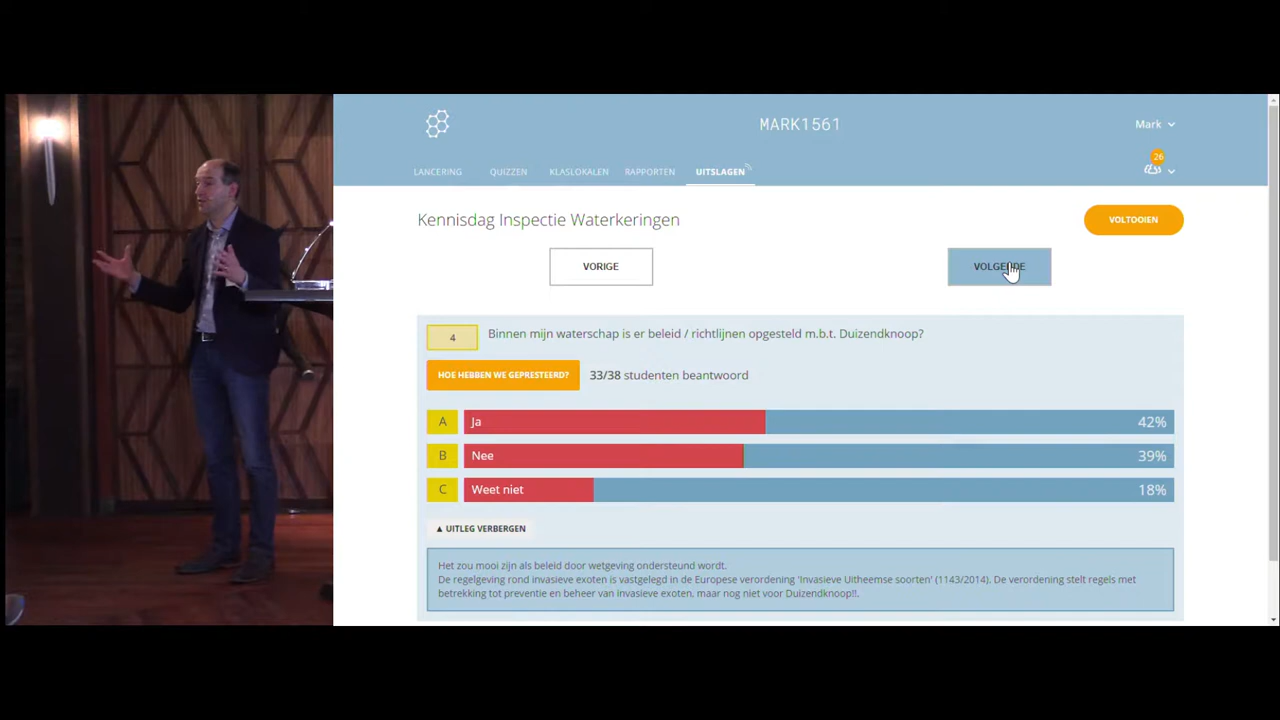 MARK1561
Mark
26
LANCERING QUIZZEN KLASLOKALEN RAPPORTEN UITSLAGEN
Kennisdag Inspectie Waterkeringen
VOLTOOIEN
VORIGE VOLGENDE
4 Binnen mijn waterschap is er beleid / richtlijnen opgesteld m.b.t. Duizendknoop?
HOE HEBBEN WE GEPRESTEERD? 33/38 studenten beantwoord
A Ja 42%
B Nee 39%
C Weet niet 18%
▲ UITLEG VERBERGEN
Het zou mooi zijn als beleid door wetgeving ondersteund wordt.
De regelgeving rond invasieve exoten is vastgelegd in de Europese verordening 'Invasieve Uitheemse soorten' (1143/2014). De verordening stelt regels met
betrekking tot preventie en beheer van invasieve exoten, maar nog niet voor Duizendknoop!!.